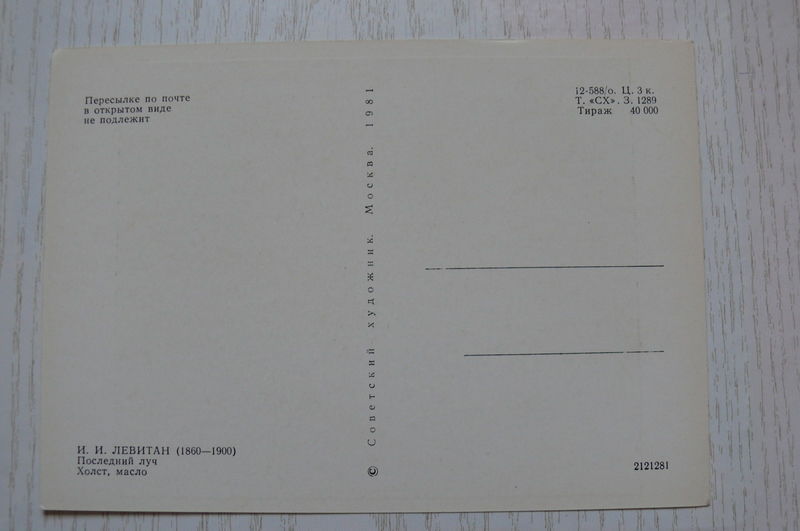 Пересылке по почте
в открытом виде
не подлежит
12-588/о. Ц. 3 к.
Т. «СХ». З. 1289
Тираж 40 000
© Советский художник. Москва. 1981
И. И. ЛЕВИТАН (1860—1900)
Последний луч
Холст, масло
2121281